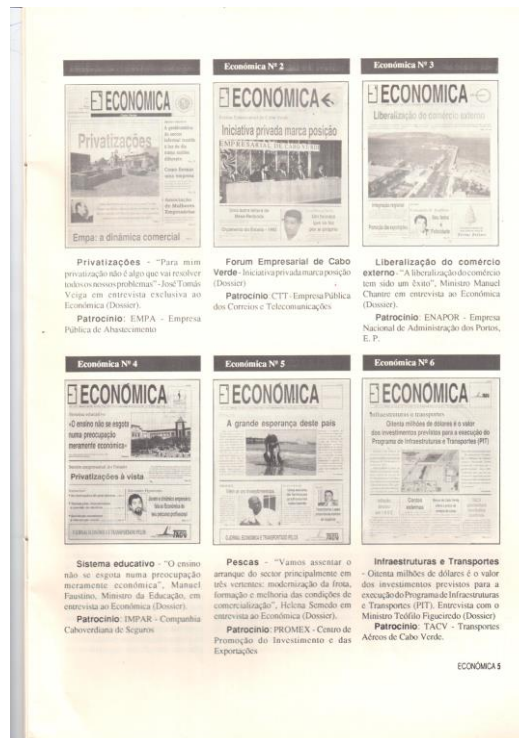 Económica Nº 2
Económica Nº 3
ECONÓMICA
Privatizações
Empa: a dinâmica comercial
ECONÓMICA
Iniciativa privada marca posição
EMPRESARIAL DE CABO VERDE
ECONÓMICA
Liberalização do comércio externo
Privatizações - “Para mim
privatização não é algo que vai resolver
todos os nossos problemas” - José Tomás
Veiga em entrevista exclusiva ao
Económica (Dossier).
Patrocínio: EMPA - Empresa
Pública de Abastecimento
Forum Empresarial de Cabo
Verde - Iniciativa privada marca posição
(Dossier)
Patrocínio: CTT - Empresa Pública
dos Correios e Telecomunicações
Liberalização do comércio
externo - “A liberalização do comércio
tem sido um êxito”, Ministro Manuel
Chantre em entrevista ao Económica
(Dossier).
Patrocínio: ENAPOR - Empresa
Nacional de Administração dos Portos,
E. P.
Económica Nº 4
Económica Nº 5
Económica Nº 6
ECONÓMICA
«O ensino não se esgota
numa preocupação
meramente económica»
Privatizações à vista
ECONÓMICA
A grande esperança deste país
ECONÓMICA
Infraestruturas e transportes
Oitenta milhões de dólares é o valor
dos investimentos previstos para a execução do
Programa de Infraestruturas e Transportes (PIT)
Sistema educativo - “O ensino
não se esgota numa preocupação
meramente económica”, Manuel
Faustino, Ministro da Educação, em
entrevista ao Económica (Dossier).
Patrocínio: IMPAR - Companhia
Caboverdiana de Seguros
Pescas - “Vamos assentar o
arranque do sector principalmente em
três vertentes: modernização da frota,
formação e melhoria das condições de
comercialização”, Helena Semedo em
entrevista ao Económica (Dossier).
Patrocínio: PROMEX - Centro de
Promoção do Investimento e das
Exportações
Infraestruturas e Transportes
- Oitenta milhões de dólares é o valor
dos investimentos previstos para a
execução do Programa de Infraestruturas
e Transportes (PIT). Entrevista com o
Ministro Teófilo Figueiredo (Dossier)
Patrocínio: TACV - Transportes
Aéreos de Cabo Verde.
ECONÓMICA 5